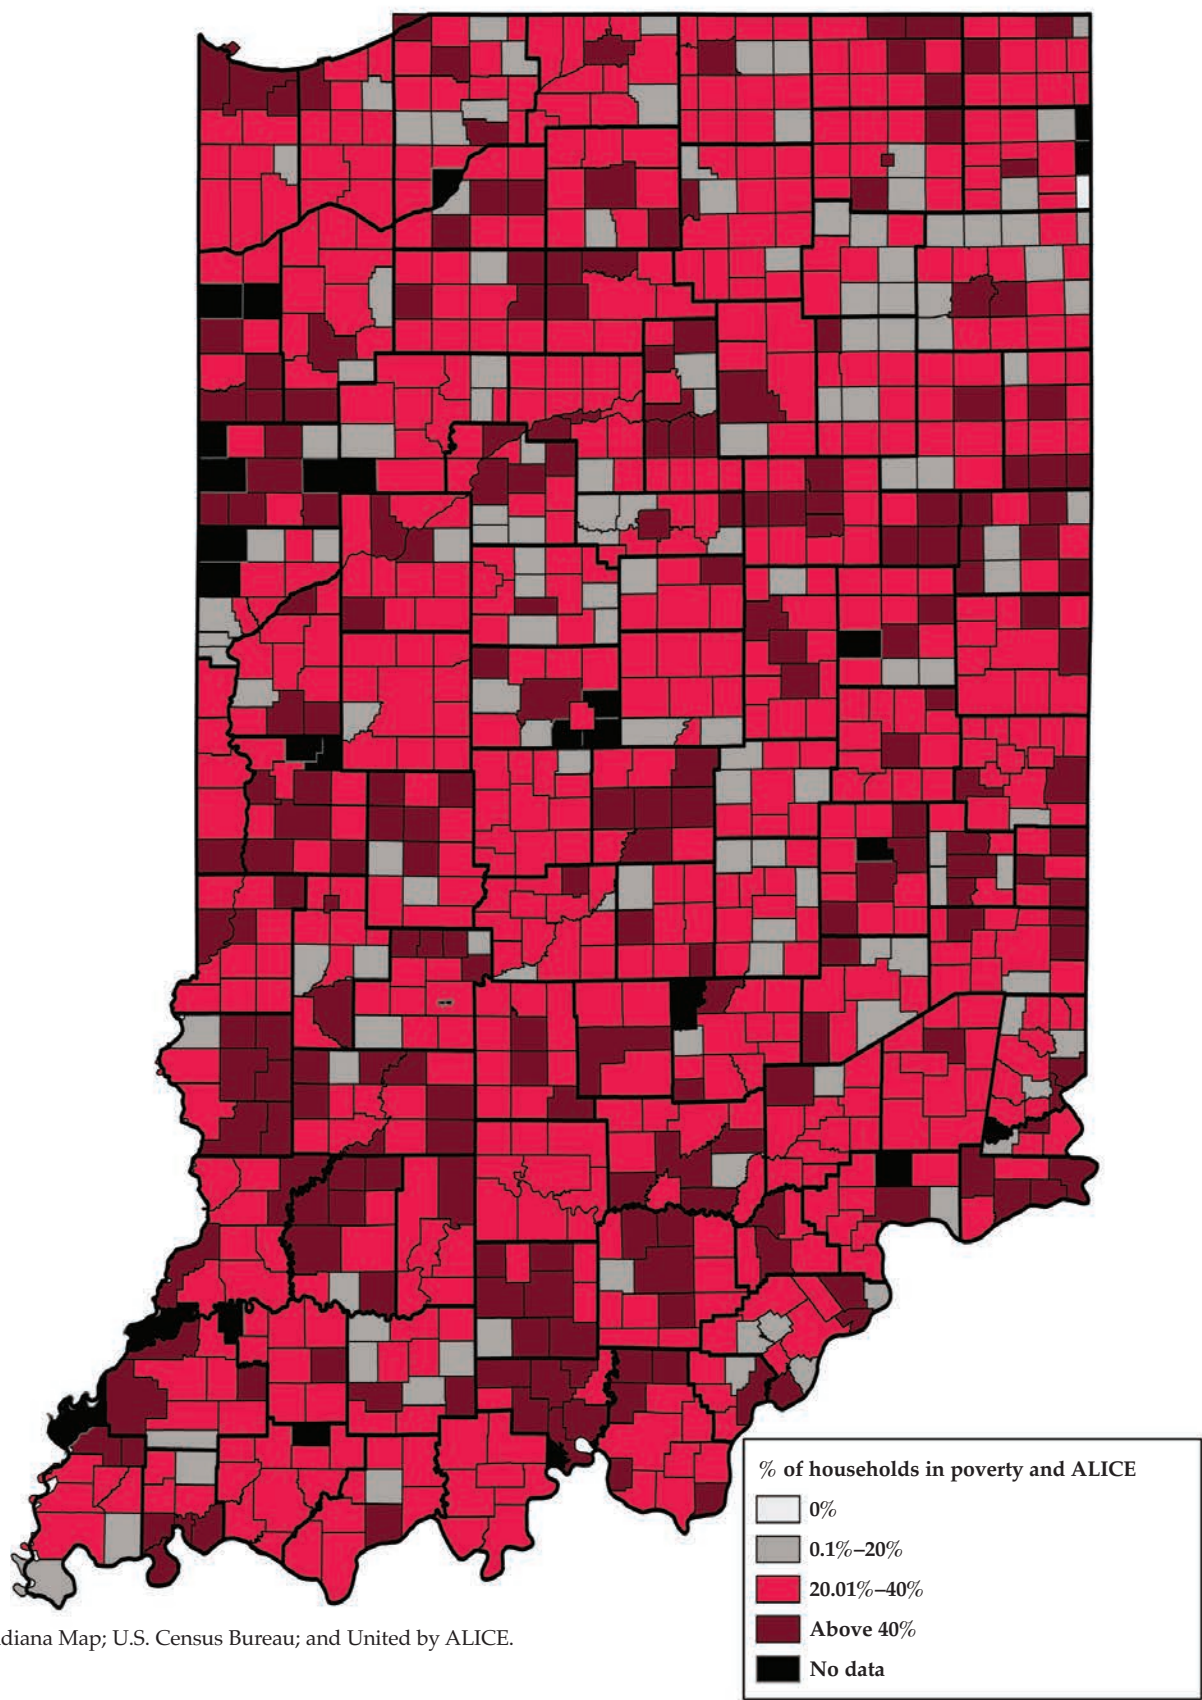 % of households in poverty and ALICE
0%
0.1%–20%
20.01%–40%
Above 40%
No data
diana Map; U.S. Census Bureau; and United by ALICE.